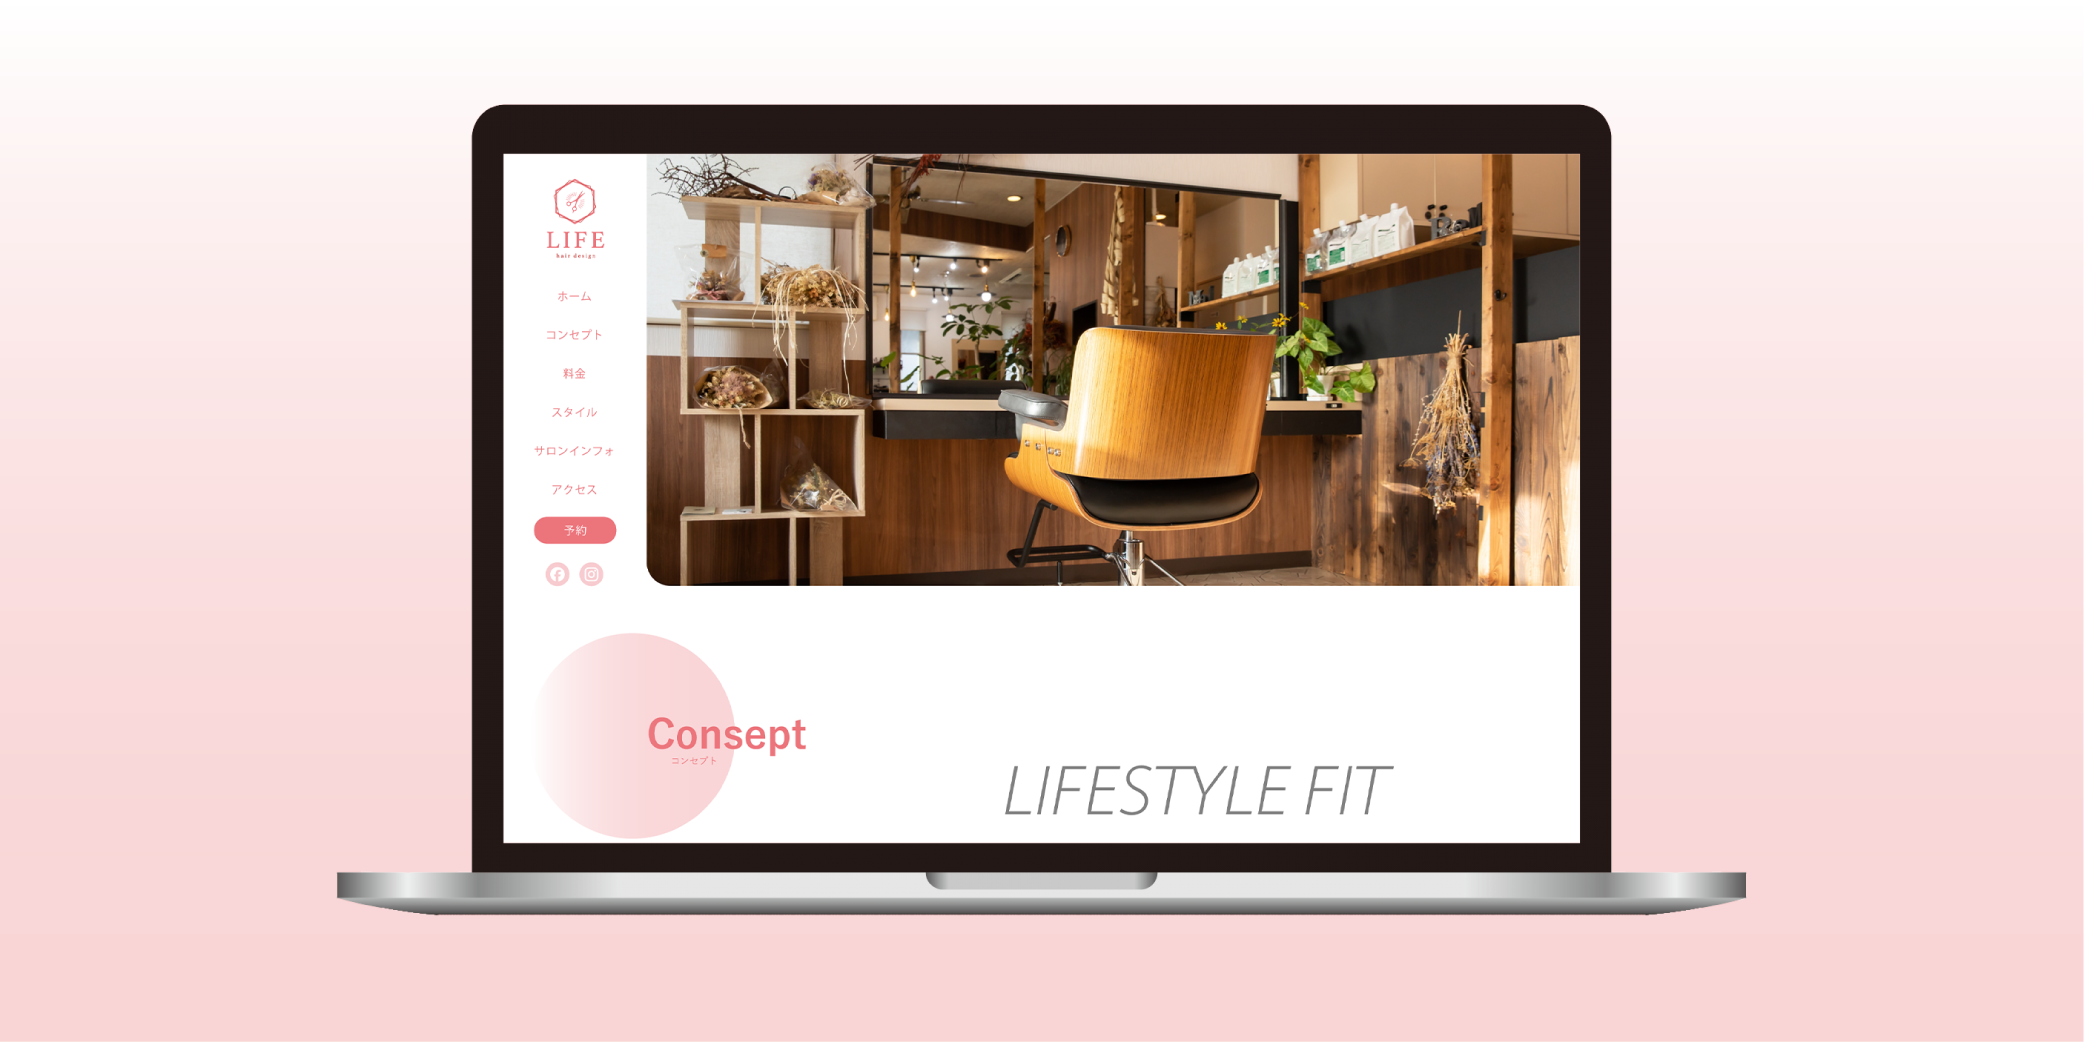 LIFE
hair design
ホーム
コンセプト
料金
スタイル
サロンインフォ
アクセス
予約
Consept
コンセプト
LIFESTYLE FIT